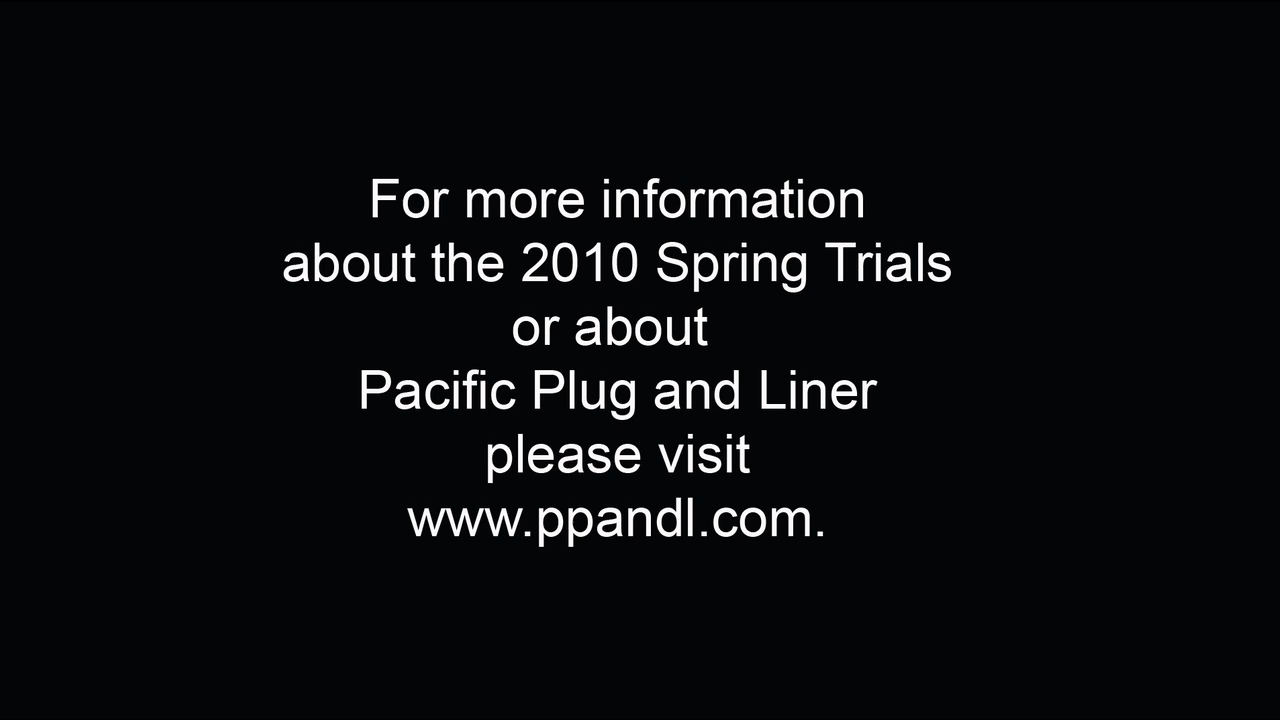 For more information
about the 2010 Spring Trials
or about
Pacific Plug and Liner
please visit
www.ppandl.com.